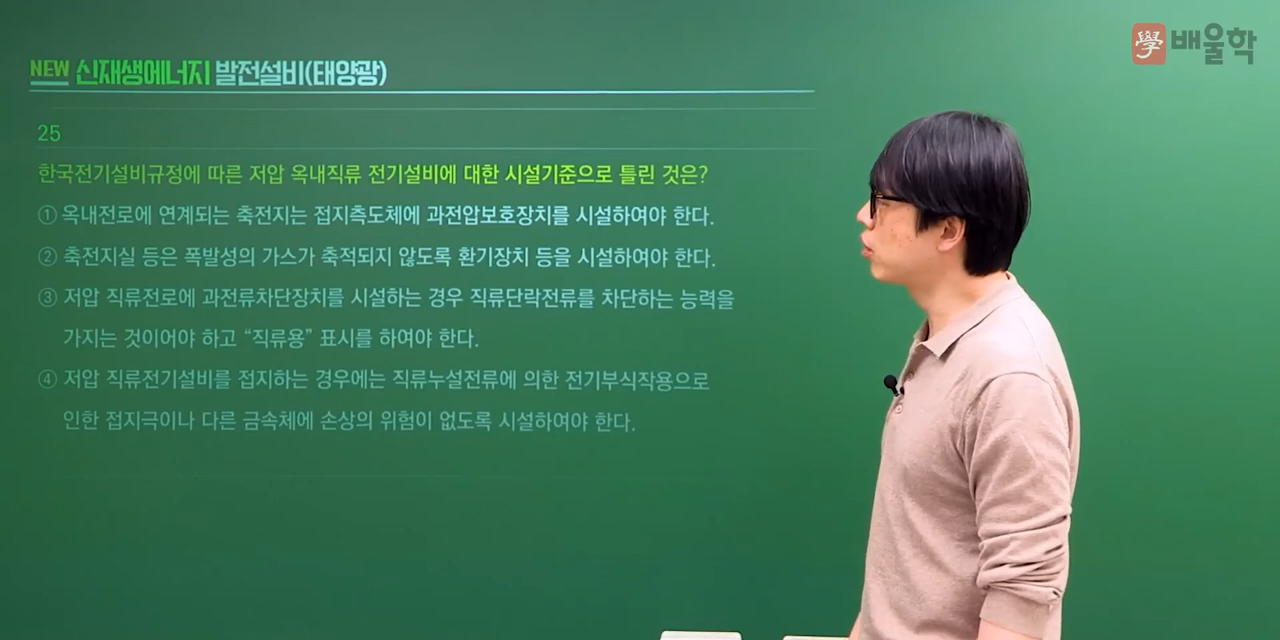 學 배울학
NEW 신재생에너지 발전설비(태양광)
25
한국전기설비규정에 따른 저압 옥내직류 전기설비에 대한 시설기준으로 틀린 것은?
① 옥내전로에 연계되는 축전지는 접지측도체에 과전압보호장치를 시설하여야 한다.
② 축전지실 등은 폭발성의 가스가 축적되지 않도록 환기장치 등을 시설하여야 한다.
③ 저압 직류전로에 과전류차단장치를 시설하는 경우 직류단락전류를 차단하는 능력을
가지는 것이어야 하고 “직류용” 표시를 하여야 한다.
④ 저압 직류전기설비를 접지하는 경우에는 직류누설전류에 의한 전기부식작용으로
인한 접지극이나 다른 금속체에 손상의 위험이 없도록 시설하여야 한다.